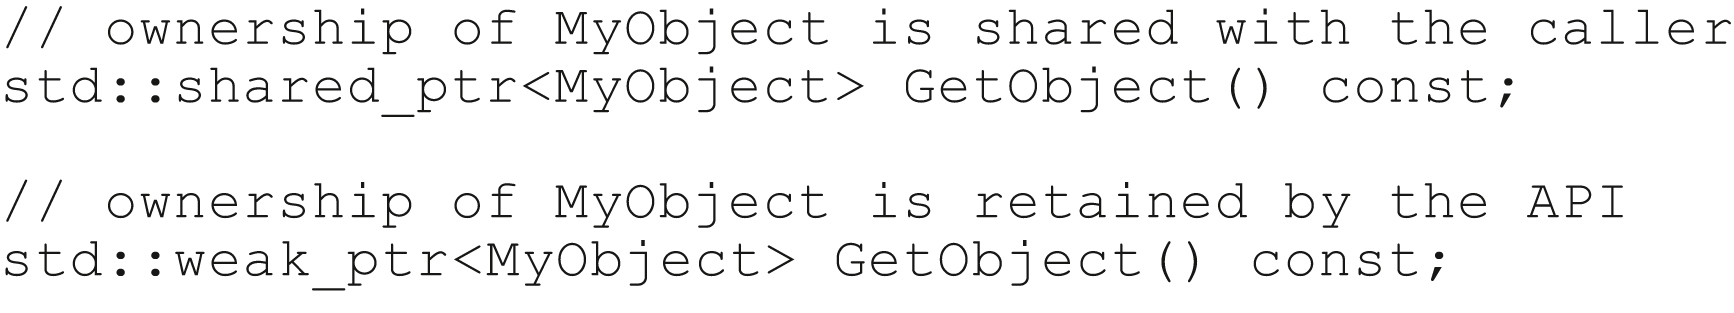 // ownership of MyObject is shared with the caller
std::shared_ptr<MyObject> GetObject() const;
// ownership of MyObject is retained by the API
std::weak_ptr<MyObject> GetObject() const;